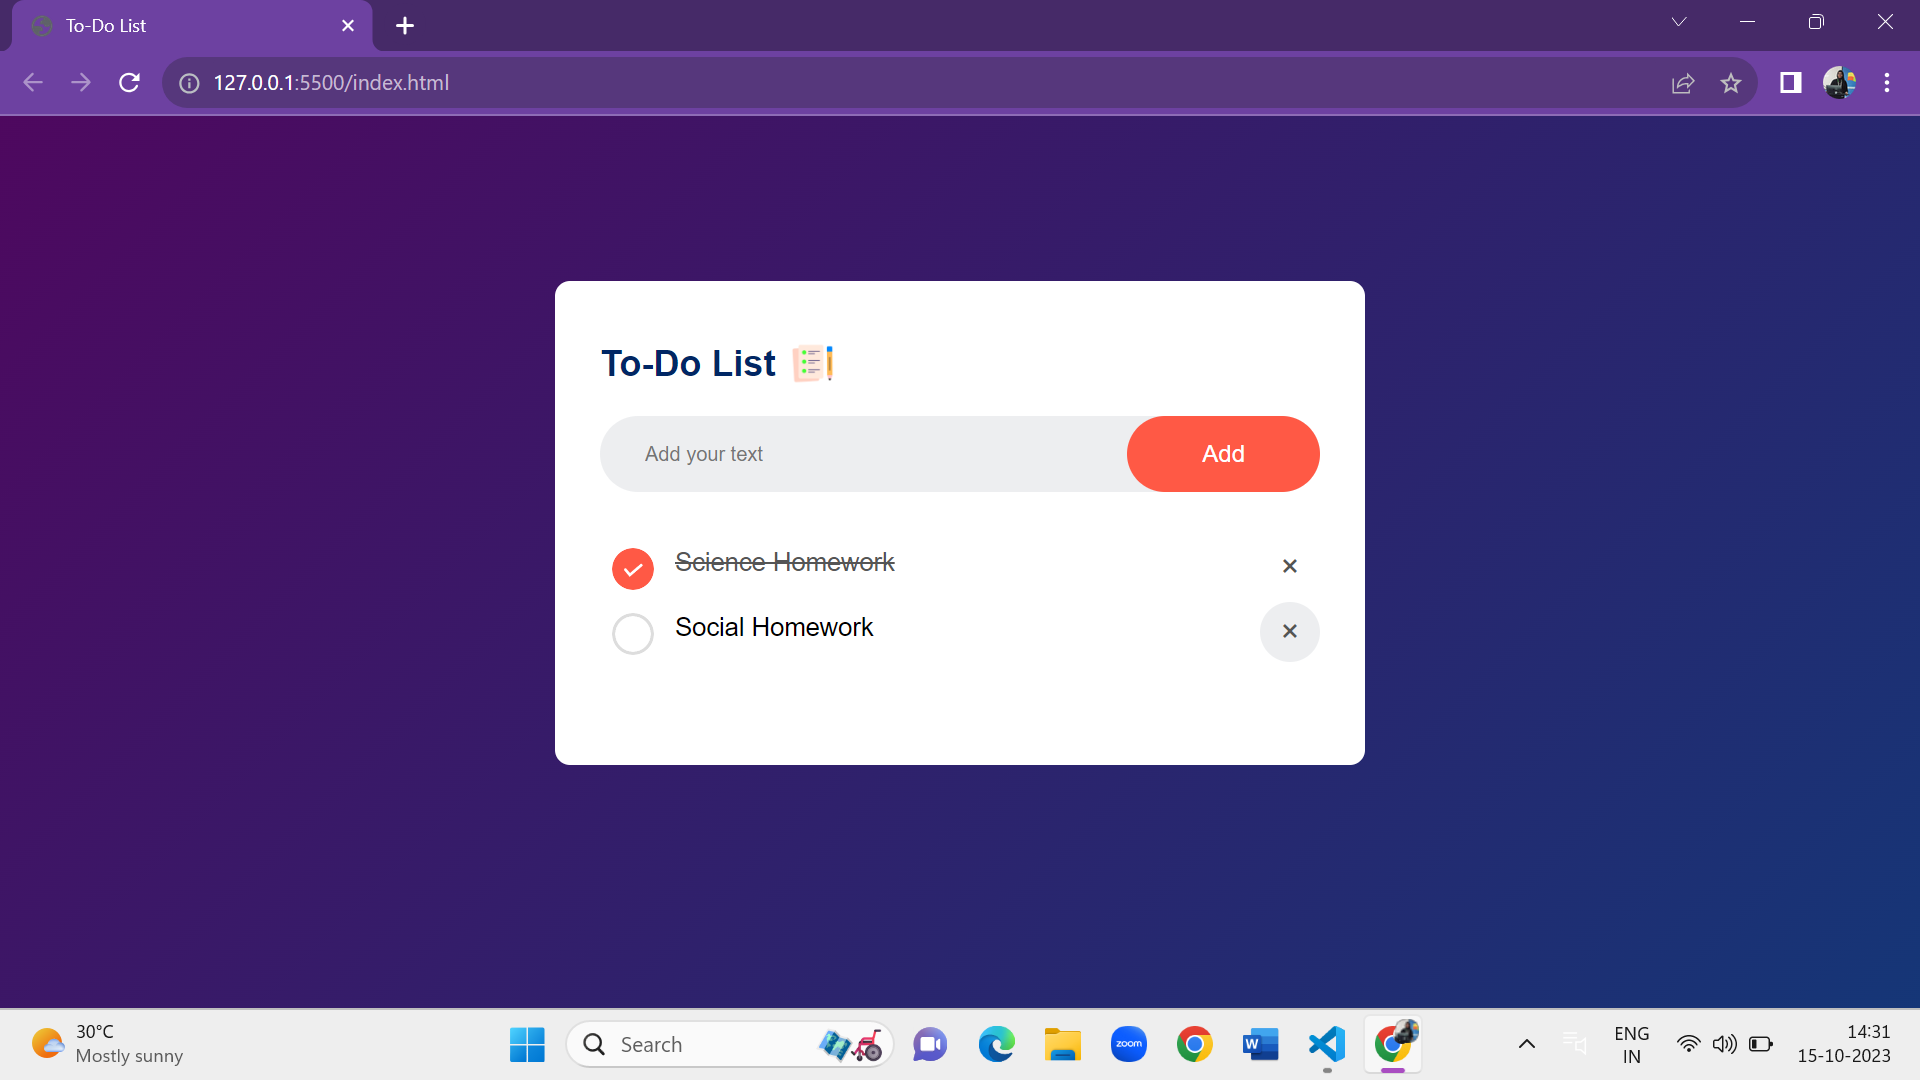 To-Do List
127.0.0.1:5500/index.html
To-Do List
Add your text
Add
Science Homework
Social Homework
30°C
Mostly sunny
Search
zoom
W
ENG
IN
14:31
15-10-2023